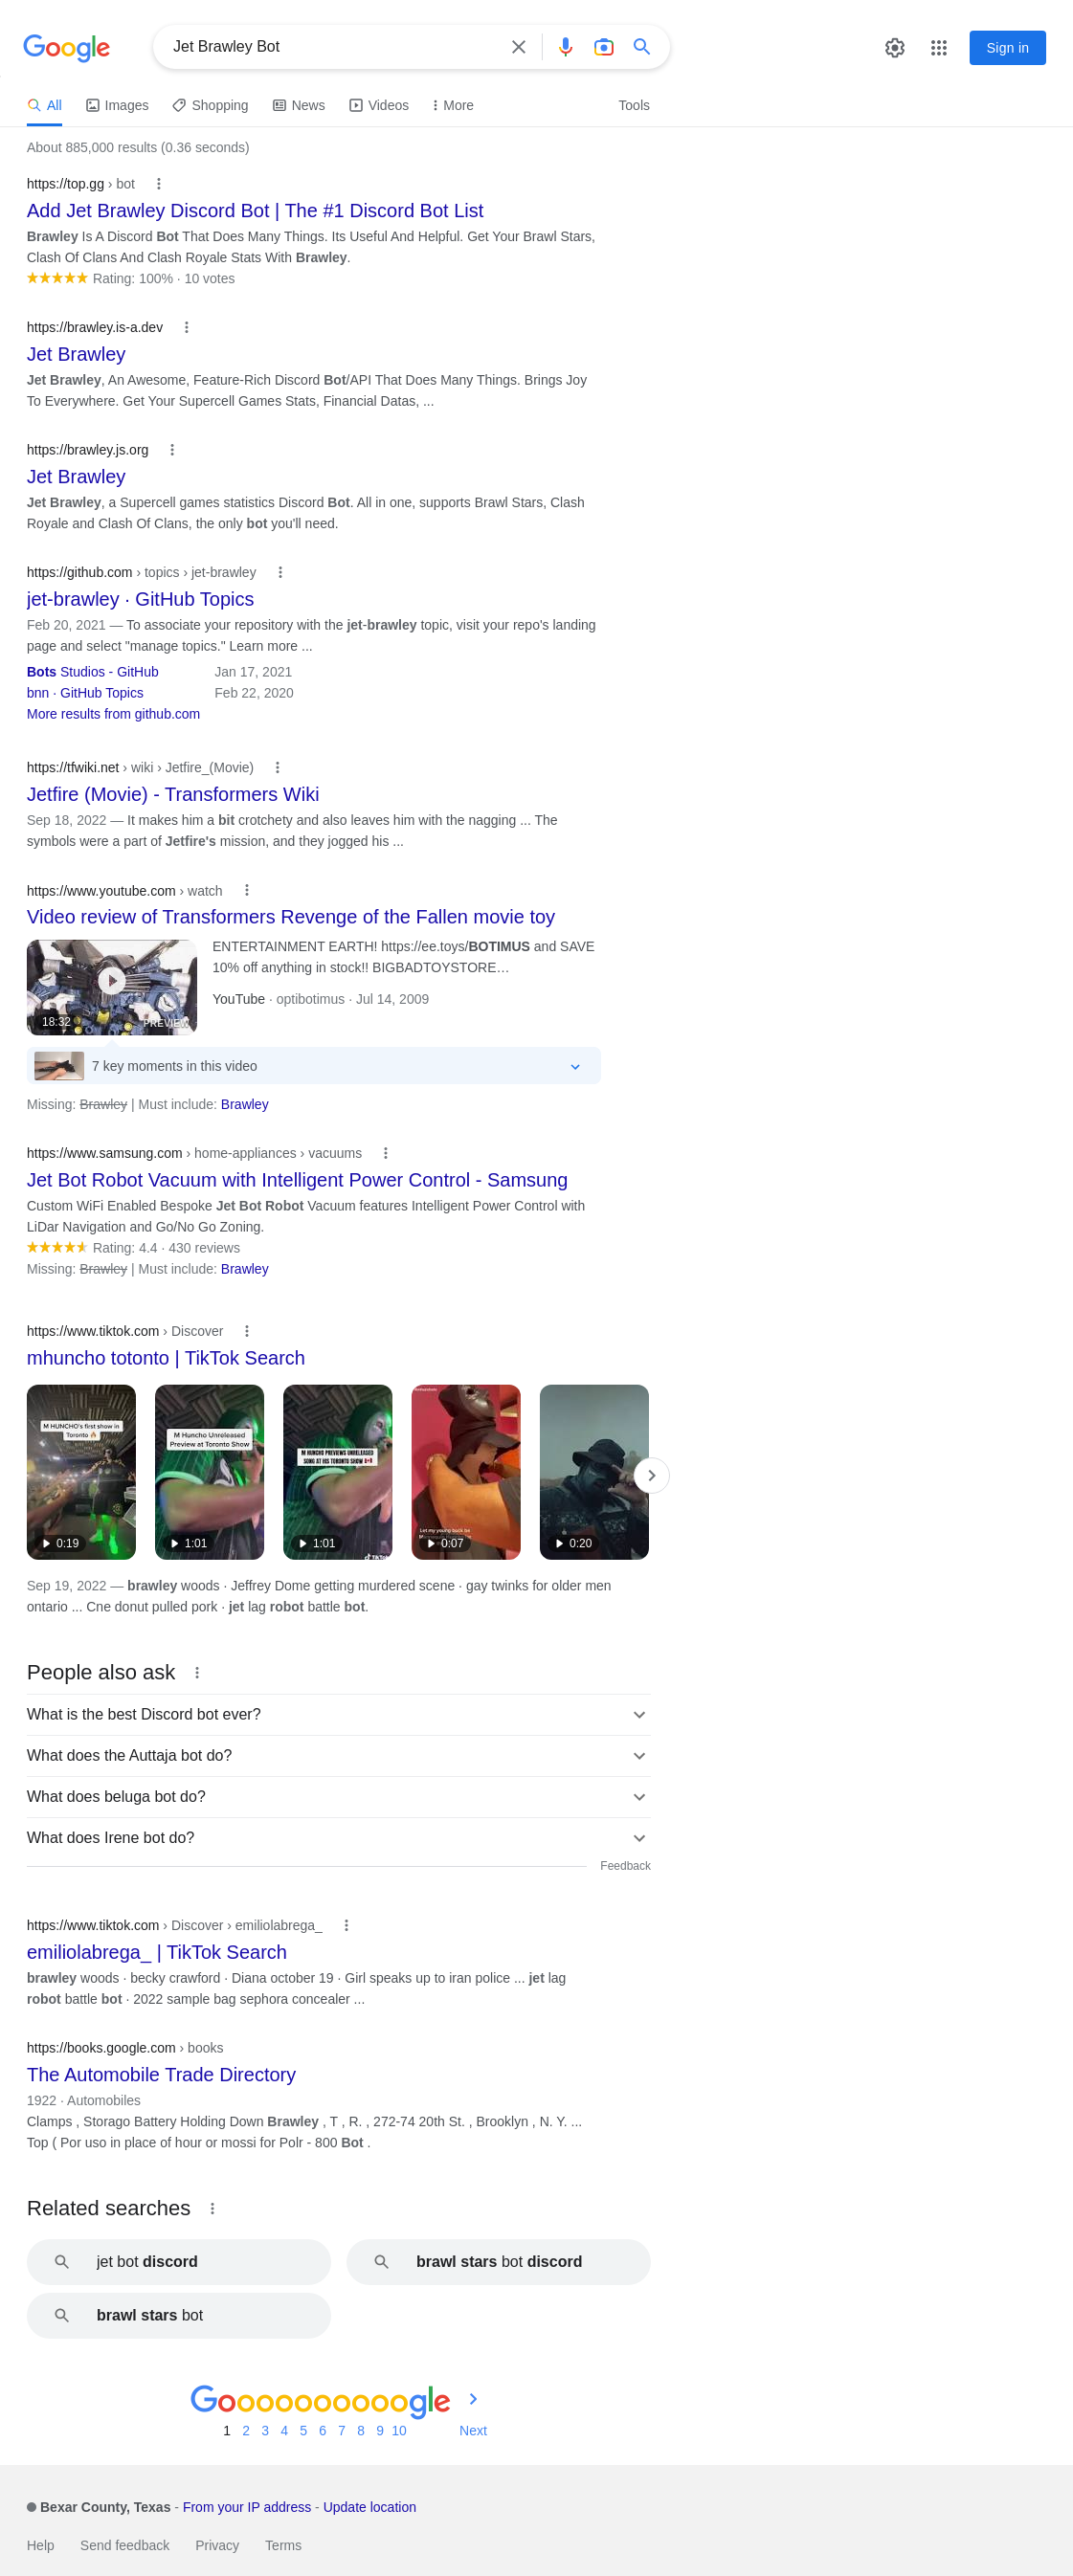 Google
Jet Brawley Bot
Sign in
All
Images
Shopping
News
Videos
More
Tools
About 885,000 results (0.36 seconds)
https://top.gg › bot
Add Jet Brawley Discord Bot | The #1 Discord Bot List
Brawley Is A Discord Bot That Does Many Things. Its Useful And Helpful. Get Your Brawl Stars,
Clash Of Clans And Clash Royale Stats With Brawley.
Rating: 100% · 10 votes
https://brawley.is-a.dev
Jet Brawley
Jet Brawley, An Awesome, Feature-Rich Discord Bot/API That Does Many Things. Brings Joy
To Everywhere. Get Your Supercell Games Stats, Financial Datas, ...
https://brawley.js.org
Jet Brawley
Jet Brawley, a Supercell games statistics Discord Bot. All in one, supports Brawl Stars, Clash
Royale and Clash Of Clans, the only bot you'll need.
https://github.com › topics › jet-brawley
jet-brawley · GitHub Topics
Feb 20, 2021 — To associate your repository with the jet-brawley topic, visit your repo's landing
page and select "manage topics." Learn more ...
Bots Studios - GitHub Jan 17, 2021
bnn · GitHub Topics Feb 22, 2020
More results from github.com
https://tfwiki.net › wiki › Jetfire_(Movie)
Jetfire (Movie) - Transformers Wiki
Sep 18, 2022 — It makes him a bit crotchety and also leaves him with the nagging ... The
symbols were a part of Jetfire's mission, and they jogged his ...
https://www.youtube.com › watch
Video review of Transformers Revenge of the Fallen movie toy
ENTERTAINMENT EARTH! https://ee.toys/BOTIMUS and SAVE
10% off anything in stock!! BIGBADTOYSTORE…
YouTube · optibotimus · Jul 14, 2009
18:32
PREVIEW
7 key moments in this video
Missing: Brawley | Must include: Brawley
https://www.samsung.com › home-appliances › vacuums
Jet Bot Robot Vacuum with Intelligent Power Control - Samsung
Custom WiFi Enabled Bespoke Jet Bot Robot Vacuum features Intelligent Power Control with
LiDar Navigation and Go/No Go Zoning.
Rating: 4.4 · 430 reviews
Missing: Brawley | Must include: Brawley
https://www.tiktok.com › Discover
mhuncho totonto | TikTok Search
M HUNCHO's first show in
Toronto
0:19
M Huncho Unreleased
Preview at Toronto Show
1:01
M HUNCHO PREVIEWS UNRELEASED
SONG AT HIS TORONTO SHOW
1:01
TikTok
Let my young buck
0:07
0:20
Sep 19, 2022 — brawley woods · Jeffrey Dome getting murdered scene · gay twinks for older men
ontario ... Cne donut pulled pork · jet lag robot battle bot.
People also ask
What is the best Discord bot ever?
What does the Auttaja bot do?
What does beluga bot do?
What does Irene bot do?
Feedback
https://www.tiktok.com › Discover › emiliolabrega_
emiliolabrega_ | TikTok Search
brawley woods · becky crawford · Diana october 19 · Girl speaks up to iran police ... jet lag
robot battle bot · 2022 sample bag sephora concealer ...
https://books.google.com › books
The Automobile Trade Directory
1922 · Automobiles
Clamps , Storago Battery Holding Down Brawley , T , R. , 272-74 20th St. , Brooklyn , N. Y. ...
Top ( Por uso in place of hour or mossi for Polr - 800 Bot .
Related searches
jet bot discord
brawl stars bot discord
brawl stars bot
Goooooooooogle
1 2 3 4 5 6 7 8 9 10 Next
Bexar County, Texas - From your IP address - Update location
Help Send feedback Privacy Terms